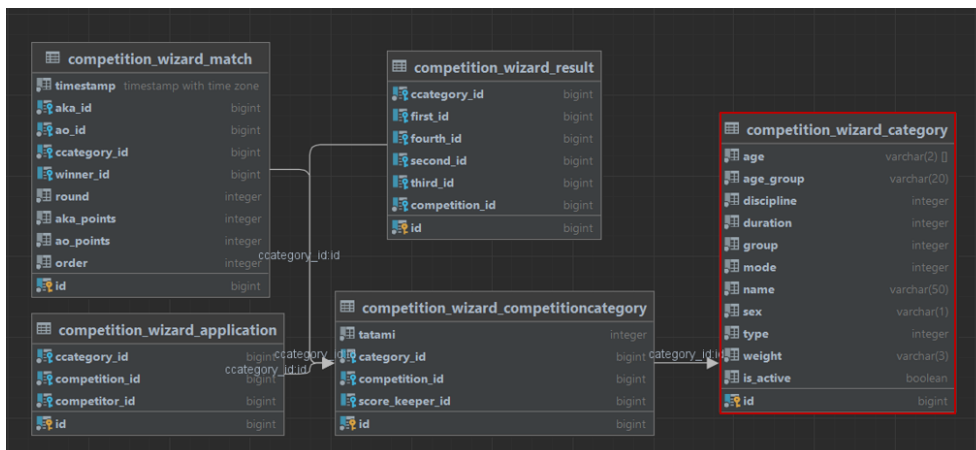 competition_wizard_match
timestamp timestamp with time zone
aka_id bigint
ao_id bigint
ccategory_id bigint
winner_id bigint
round integer
aka_points integer
ao_points integer
order integer
id bigint
competition_wizard_result
ccategory_id bigint
first_id bigint
fourth_id bigint
second_id bigint
third_id bigint
competition_id bigint
id bigint
competition_wizard_category
age varchar(2) []
age_group varchar(20)
discipline integer
duration integer
group integer
mode integer
name varchar(50)
sex varchar(1)
type integer
weight varchar(3)
is_active boolean
id bigint
ccategory_id:id
competition_wizard_application
ccategory_id bigint
competition_id bigint
competitor_id bigint
id bigint
ccategory_id:id
ccategory_id:id
competition_wizard_competitioncategory
tatami integer
category_id bigint
competition_id bigint
score_keeper_id bigint
id bigint
category_id:id